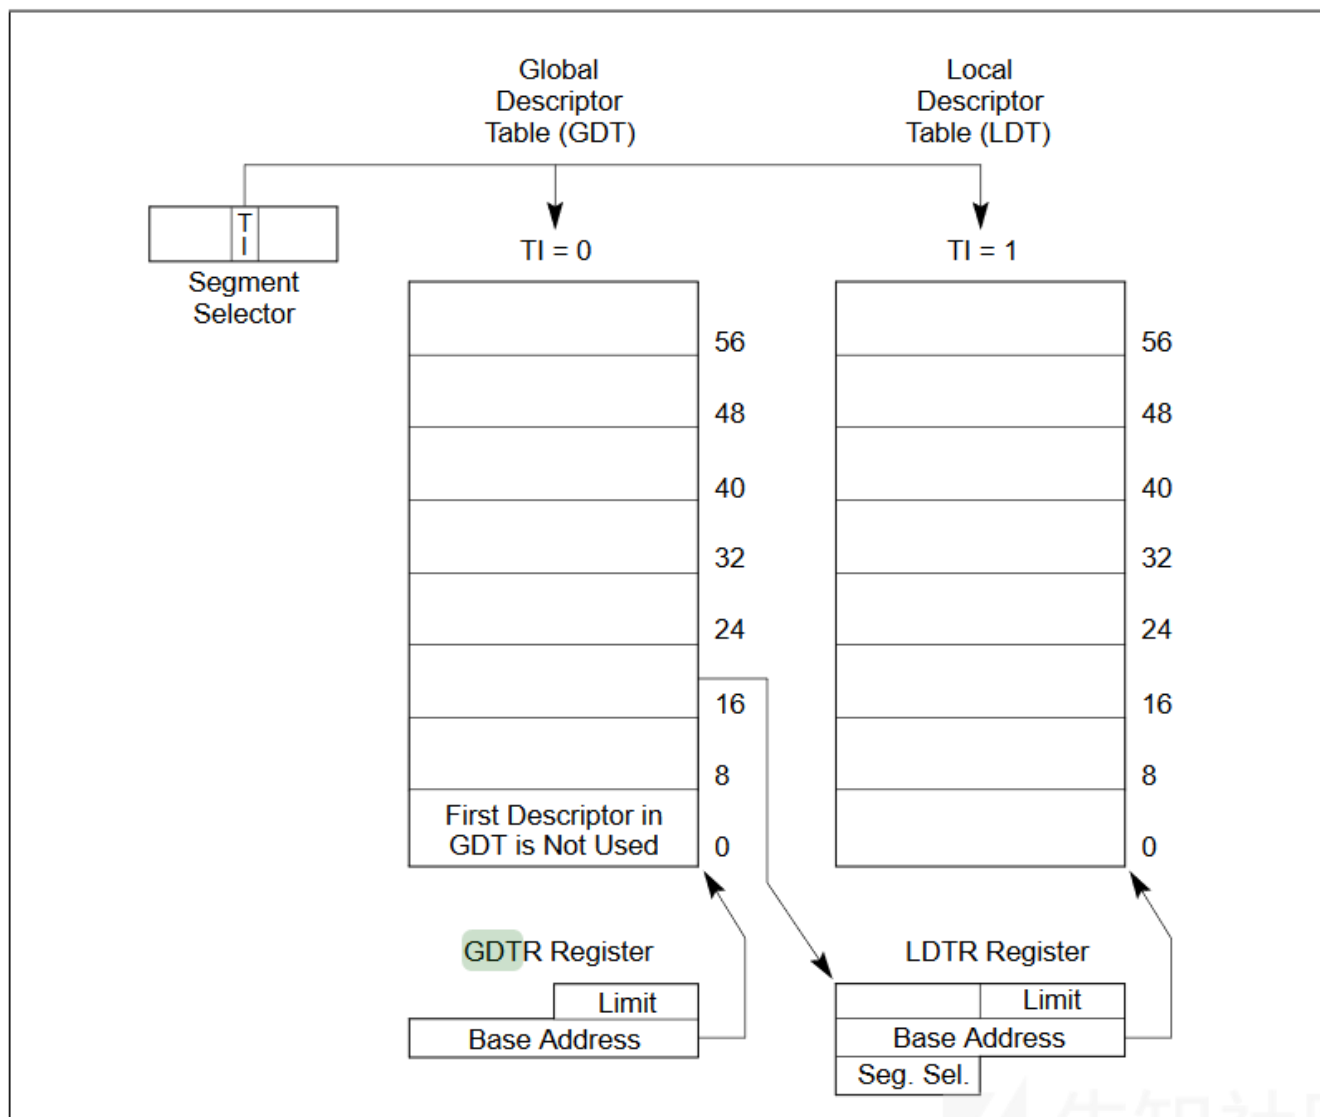 Global
Descriptor
Table (GDT)
Local
Descriptor
Table (LDT)
T
I
Segment
Selector
TI = 0
TI = 1
56
48
40
32
24
16
8
First Descriptor in
GDT is Not Used
0
56
48
40
32
24
16
8
0
GDTR Register
Limit
Base Address
LDTR Register
Limit
Base Address
Seg. Sel.